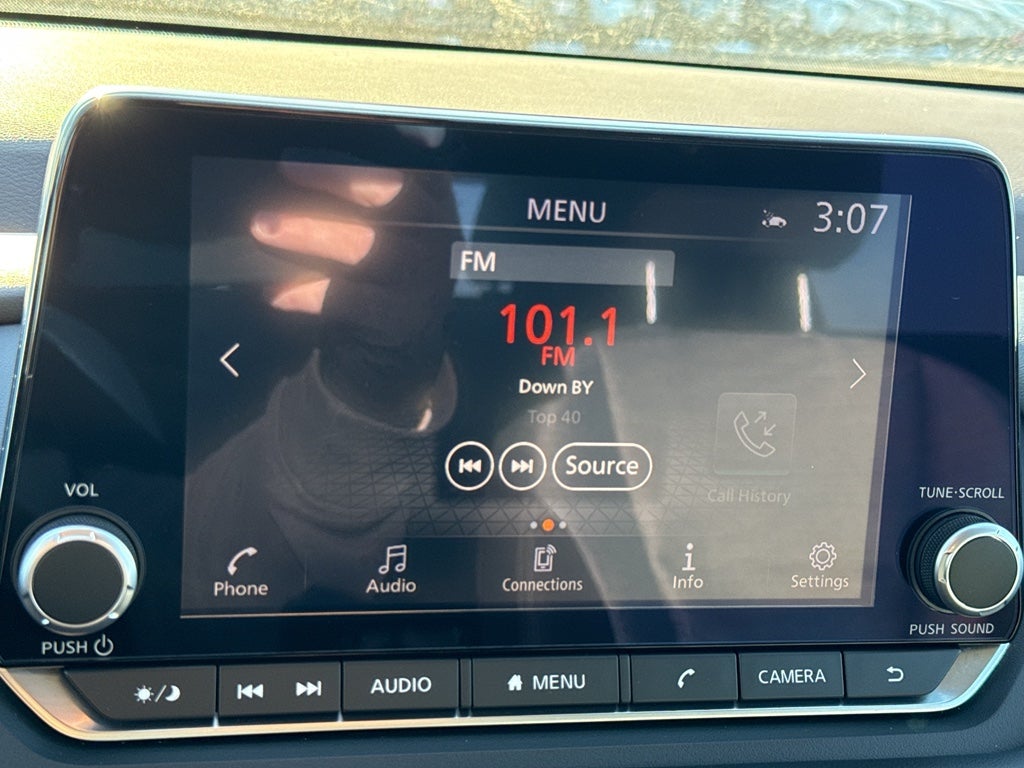 MENU
3:07
FM
101.1
FM
Down BY
Top 40
Source
Call History
Phone
Audio
Connections
Info
Settings
VOL
PUSH
TUNE·SCROLL
PUSH SOUND
AUDIO
MENU
CAMERA